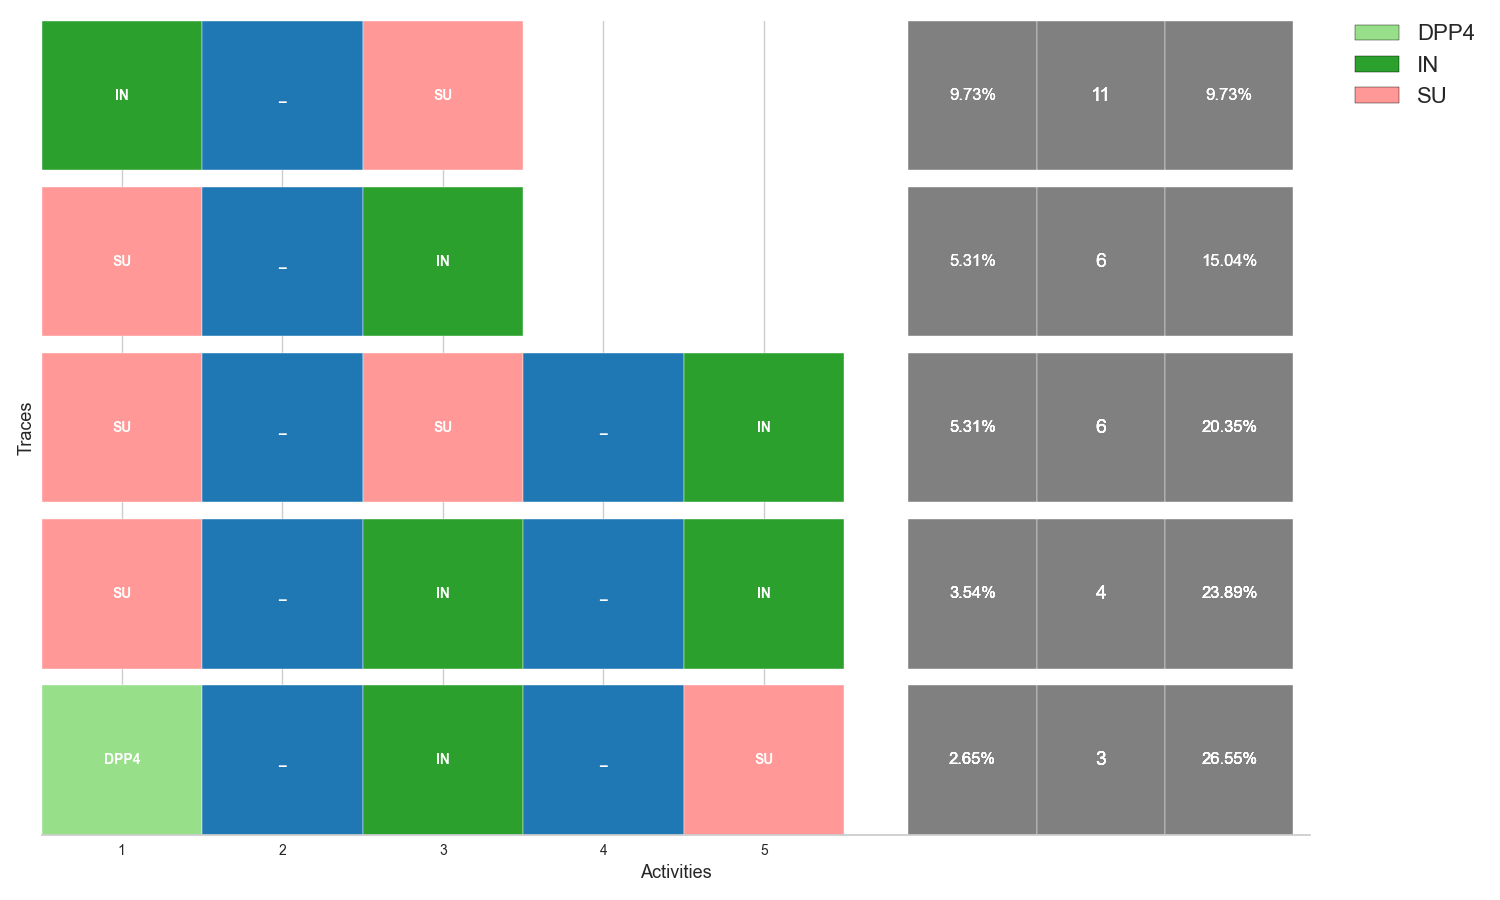 IN _ SU 9.73% 11 9.73%
SU _ IN 5.31% 6 15.04%
SU _ SU _ IN 5.31% 6 20.35%
SU _ IN _ IN 3.54% 4 23.89%
DPP4 _ IN _ SU 2.65% 3 26.55%
1 2 3 4 5
Activities
Traces
DPP4
IN
SU